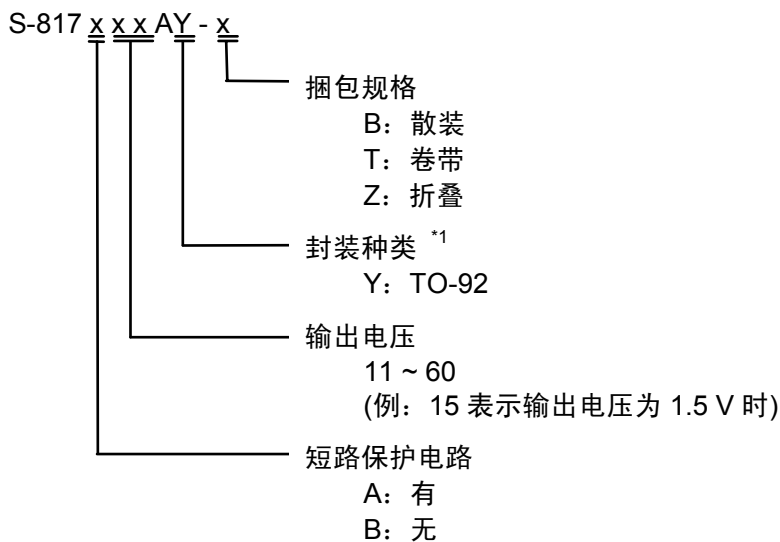 S-817 x x x AY - x
捆包规格
B：散装
T：卷带
Z：折叠
封装种类 *1
Y：TO-92
输出电压
11 ~ 60
(例：15 表示输出电压为 1.5 V 时)
短路保护电路
A：有
B：无